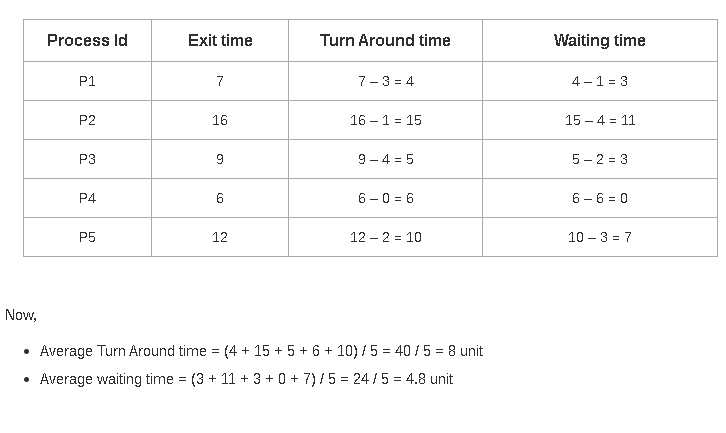 Process Id Exit time Turn Around time Waiting time
P1 7 7 – 3 = 4 4 – 1 = 3
P2 16 16 – 1 = 15 15 – 4 = 11
P3 9 9 – 4 = 5 5 – 2 = 3
P4 6 6 – 0 = 6 6 – 6 = 0
P5 12 12 – 2 = 10 10 – 3 = 7
Now,
• Average Turn Around time = (4 + 15 + 5 + 6 + 10) / 5 = 40 / 5 = 8 unit
• Average waiting time = (3 + 11 + 3 + 0 + 7) / 5 = 24 / 5 = 4.8 unit